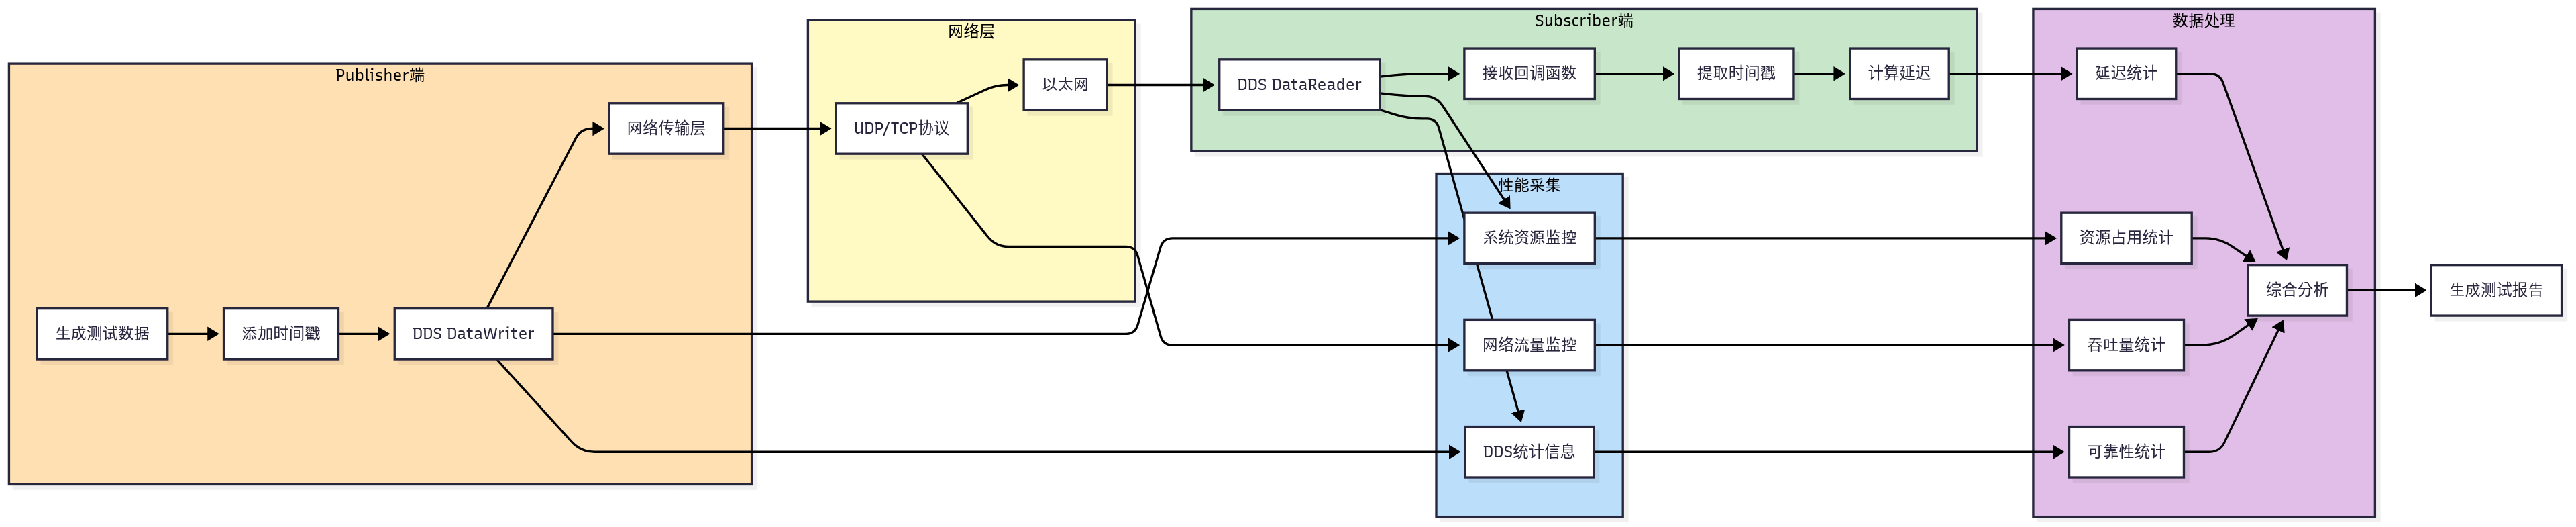 Publisher端
生成测试数据
添加时间戳
DDS DataWriter
网络传输层
网络层
UDP/TCP协议
以太网
Subscriber端
DDS DataReader
接收回调函数
提取时间戳
计算延迟
性能采集
系统资源监控
网络流量监控
DDS统计信息
数据处理
延迟统计
资源占用统计
吞吐量统计
可靠性统计
综合分析
生成测试报告